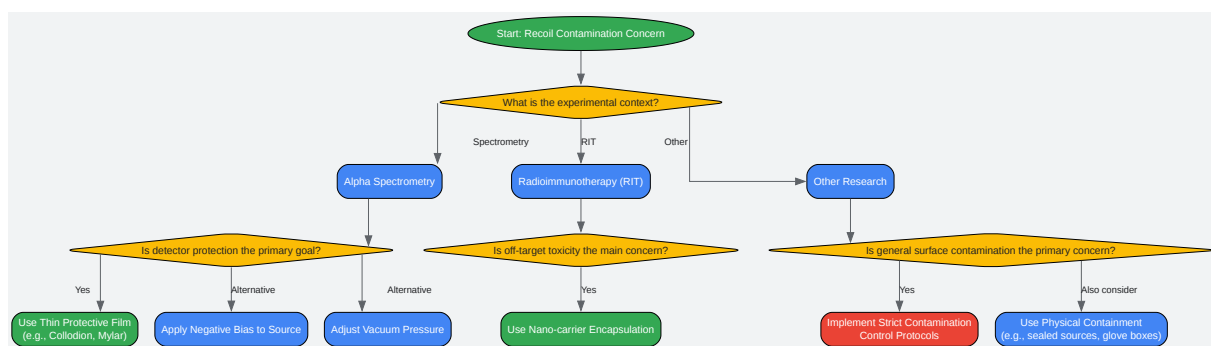 Start: Recoil Contamination Concern
What is the experimental context?
Spectrometry
RIT
Other
Alpha Spectrometry
Radioimmunotherapy (RIT)
Other Research
Is detector protection the primary goal?
Is off-target toxicity the main concern?
Is general surface contamination the primary concern?
Yes
Alternative
Alternative
Yes
Yes
Also consider
Use Thin Protective Film
(e.g., Collodion, Mylar)
Apply Negative Bias to Source
Adjust Vacuum Pressure
Use Nano-carrier Encapsulation
Implement Strict Contamination
Control Protocols
Use Physical Containment
(e.g., sealed sources, glove boxes)